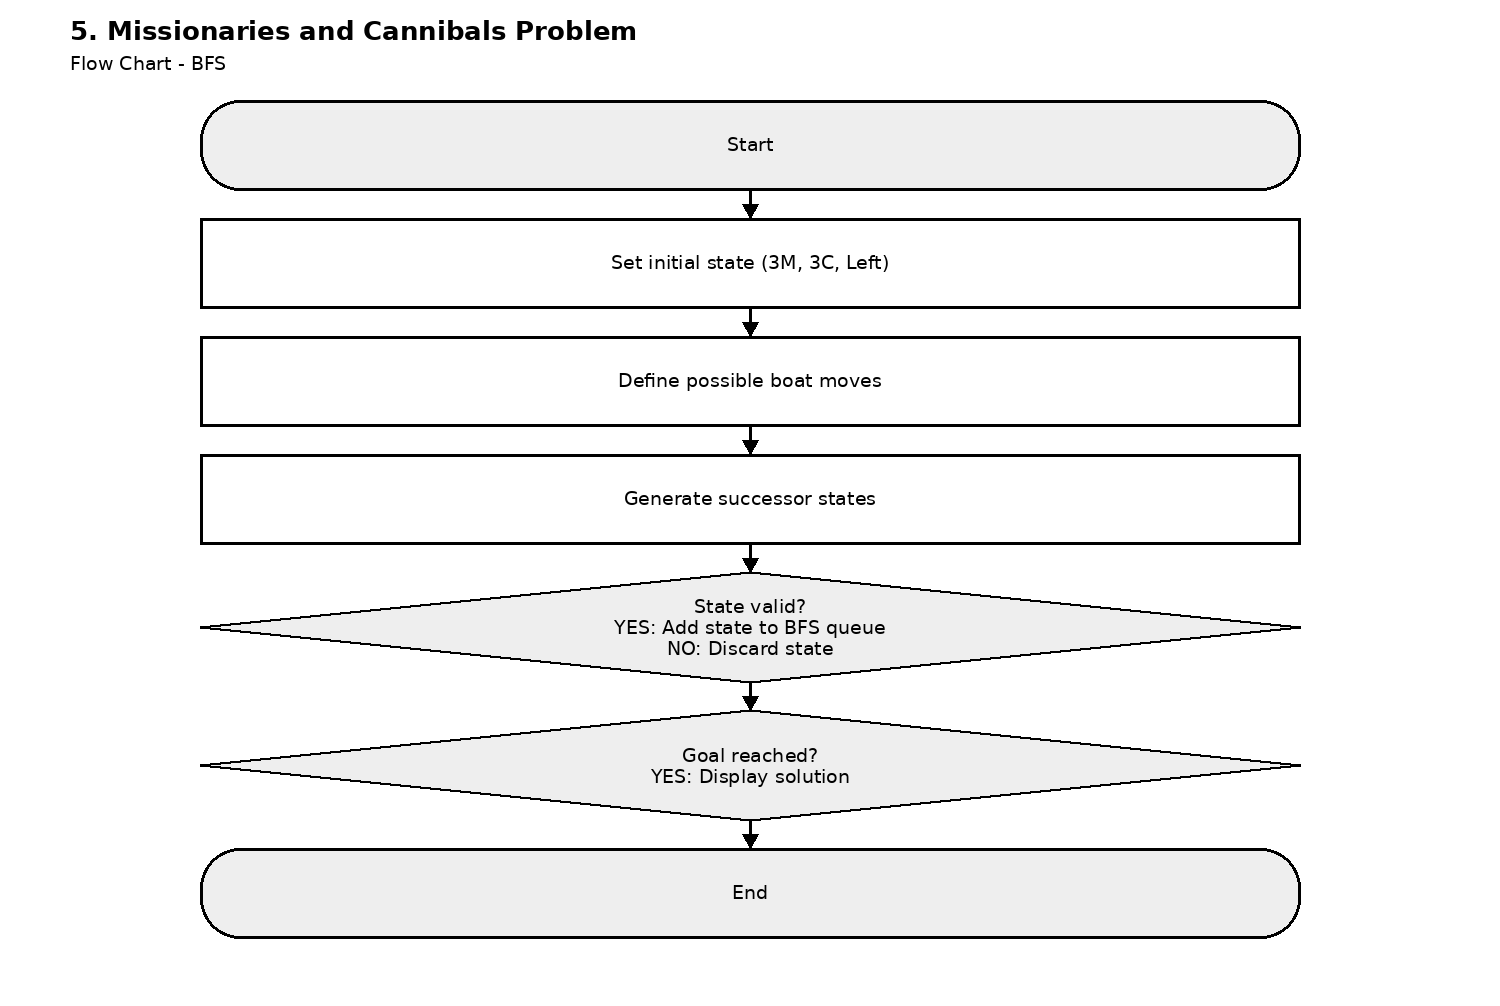 5. Missionaries and Cannibals Problem
Flow Chart - BFS
Start
Set initial state (3M, 3C, Left)
Define possible boat moves
Generate successor states
State valid?
YES: Add state to BFS queue
NO: Discard state
Goal reached?
YES: Display solution
End